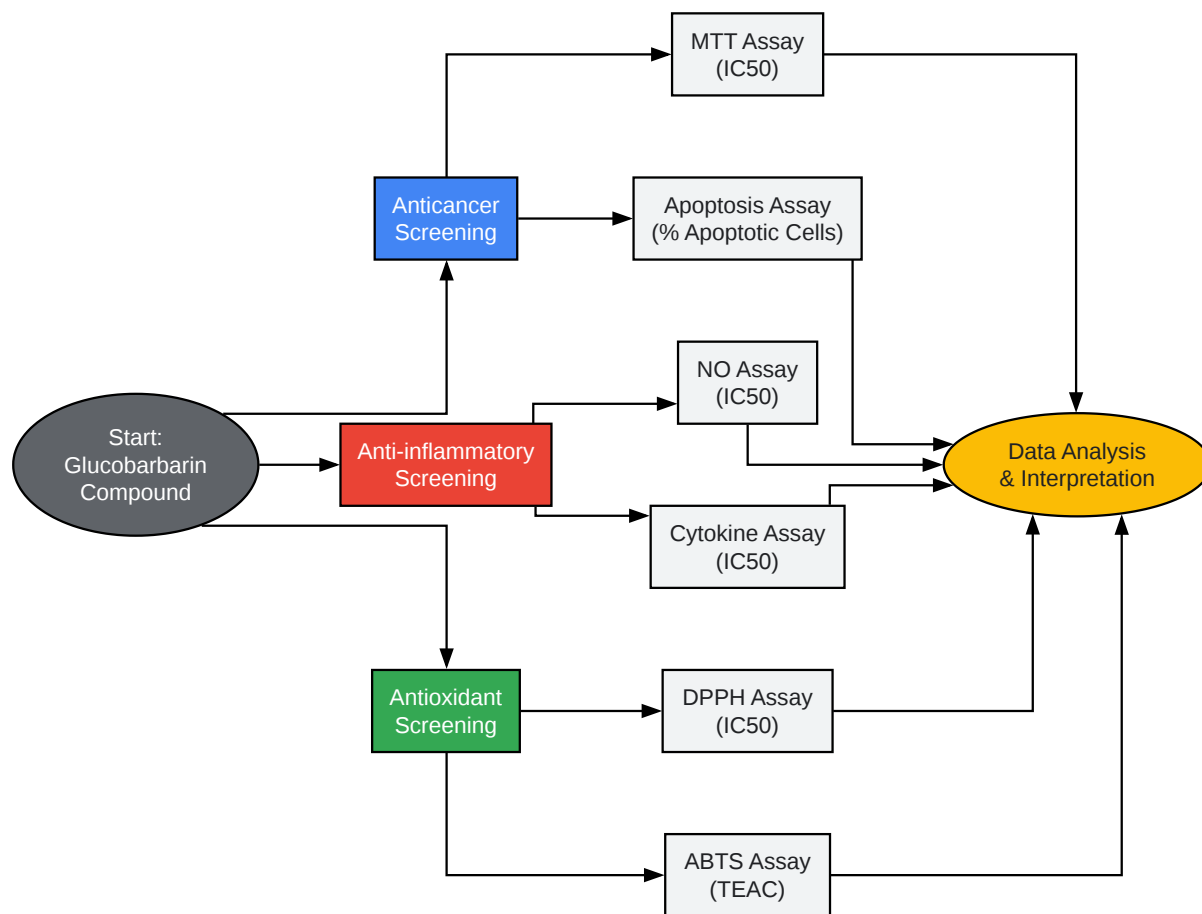 MTT Assay
(IC50)
Anticancer
Screening
Apoptosis Assay
(% Apoptotic Cells)
NO Assay
(IC50)
Start:
Glucobarbarin
Compound
Anti-inflammatory
Screening
Data Analysis
& Interpretation
Cytokine Assay
(IC50)
Antioxidant
Screening
DPPH Assay
(IC50)
ABTS Assay
(TEAC)